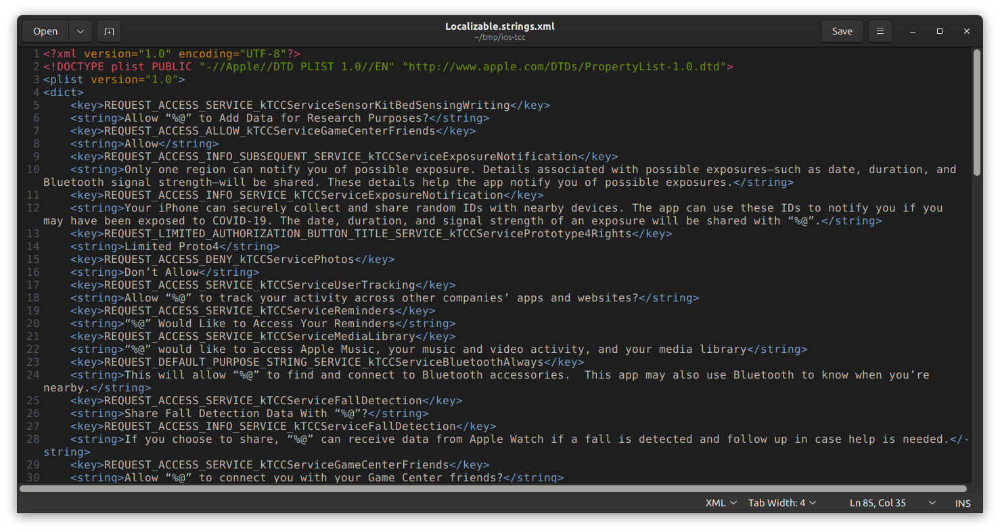 Open
Localizable.strings.xml
~/tmp/ios-tcc
Save
1 <?xml version="1.0" encoding="UTF-8"?>
2 <!DOCTYPE plist PUBLIC "-//Apple//DTD PLIST 1.0//EN" "http://www.apple.com/DTDs/PropertyList-1.0.dtd">
3 <plist version="1.0">
4 <dict>
5     <key>REQUEST_ACCESS_SERVICE_kTCCServiceSensorKitBedSensingWriting</key>
6     <string>Allow “%@” to Add Data for Research Purposes?</string>
7     <key>REQUEST_ACCESS_ALLOW_kTCCServiceGameCenterFriends</key>
8     <string>Allow</string>
9     <key>REQUEST_ACCESS_INFO_SUBSEQUENT_SERVICE_kTCCServiceExposureNotification</key>
10     <string>Only one region can notify you of possible exposure. Details associated with possible exposures—such as date, duration, and
Bluetooth signal strength—will be shared. These details help the app notify you of possible exposures.</string>
11     <key>REQUEST_ACCESS_INFO_SERVICE_kTCCServiceExposureNotification</key>
12     <string>Your iPhone can securely collect and share random IDs with nearby devices. The app can use these IDs to notify you if you
may have been exposed to COVID-19. The date, duration, and signal strength of an exposure will be shared with “%@”.</string>
13     <key>REQUEST_LIMITED_AUTHORIZATION_BUTTON_TITLE_SERVICE_kTCCServicePrototype4Rights</key>
14     <string>Limited Proto4</string>
15     <key>REQUEST_ACCESS_DENY_kTCCServicePhotos</key>
16     <string>Don’t Allow</string>
17     <key>REQUEST_ACCESS_SERVICE_kTCCServiceUserTracking</key>
18     <string>Allow “%@” to track your activity across other companies’ apps and websites?</string>
19     <key>REQUEST_ACCESS_SERVICE_kTCCServiceReminders</key>
20     <string>“%@” Would Like to Access Your Reminders</string>
21     <key>REQUEST_ACCESS_SERVICE_kTCCServiceMediaLibrary</key>
22     <string>“%@” would like to access Apple Music, your music and video activity, and your media library</string>
23     <key>REQUEST_DEFAULT_PURPOSE_STRING_SERVICE_kTCCServiceBluetoothAlways</key>
24     <string>This will allow “%@” to find and connect to Bluetooth accessories.  This app may also use Bluetooth to know when you’re
nearby.</string>
25     <key>REQUEST_ACCESS_SERVICE_kTCCServiceFallDetection</key>
26     <string>Share Fall Detection Data With “%@”?</string>
27     <key>REQUEST_ACCESS_INFO_SERVICE_kTCCServiceFallDetection</key>
28     <string>If you choose to share, “%@” can receive data from Apple Watch if a fall is detected and follow up in case help is needed.</-
string>
29     <key>REQUEST_ACCESS_SERVICE_kTCCServiceGameCenterFriends</key>
30     <string>Allow “%@” to connect you with your Game Center friends?</string>
XML Tab Width: 4 Ln 85, Col 35 INS